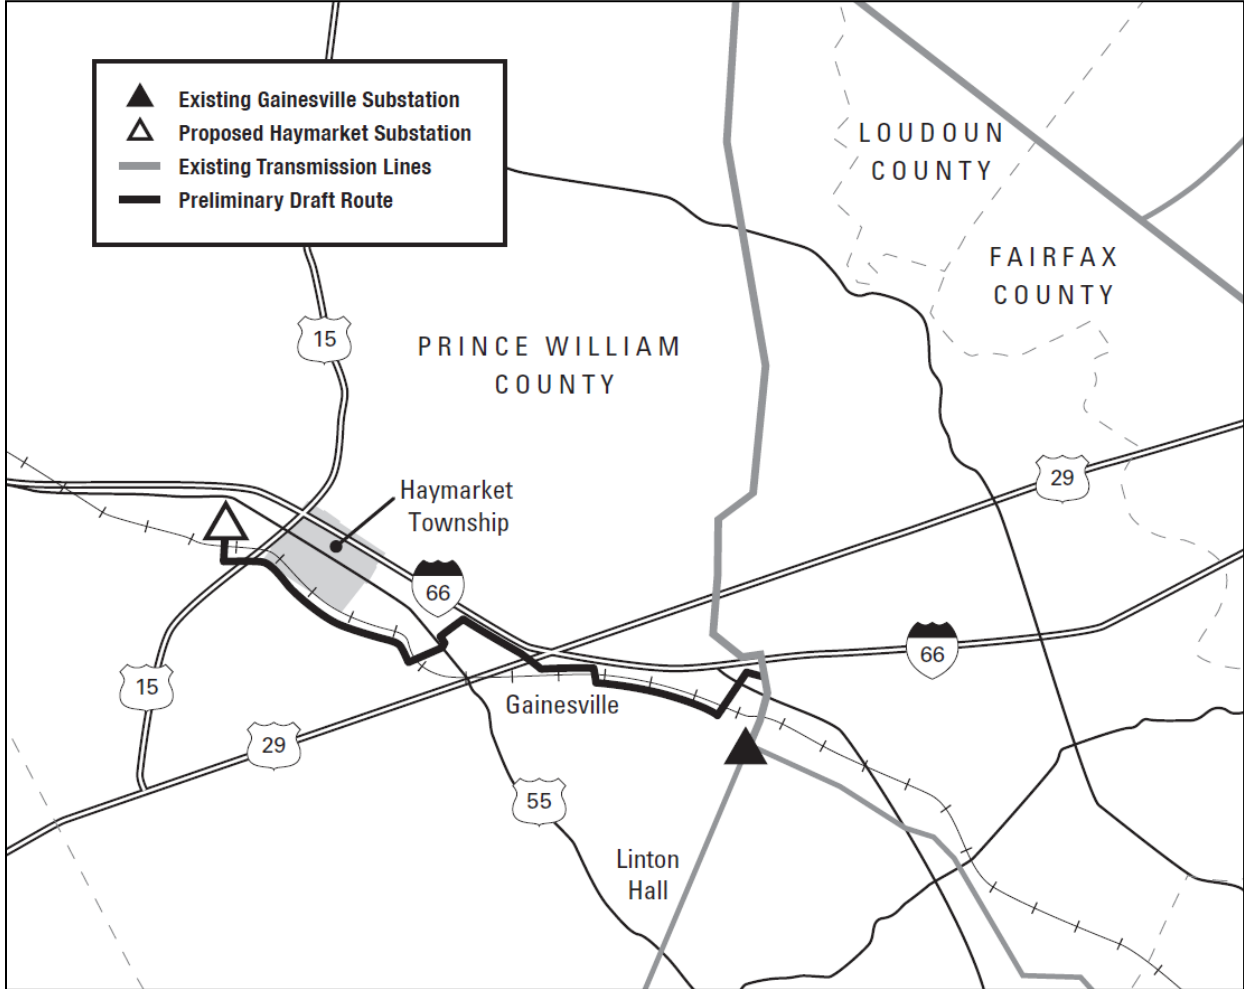 Existing Gainesville Substation
Proposed Haymarket Substation
Existing Transmission Lines
Preliminary Draft Route
LOUDOUN
COUNTY
FAIRFAX
COUNTY
15
PRINCE WILLIAM
COUNTY
29
Haymarket
Township
66
66
15
Gainesville
29
55
Linton
Hall